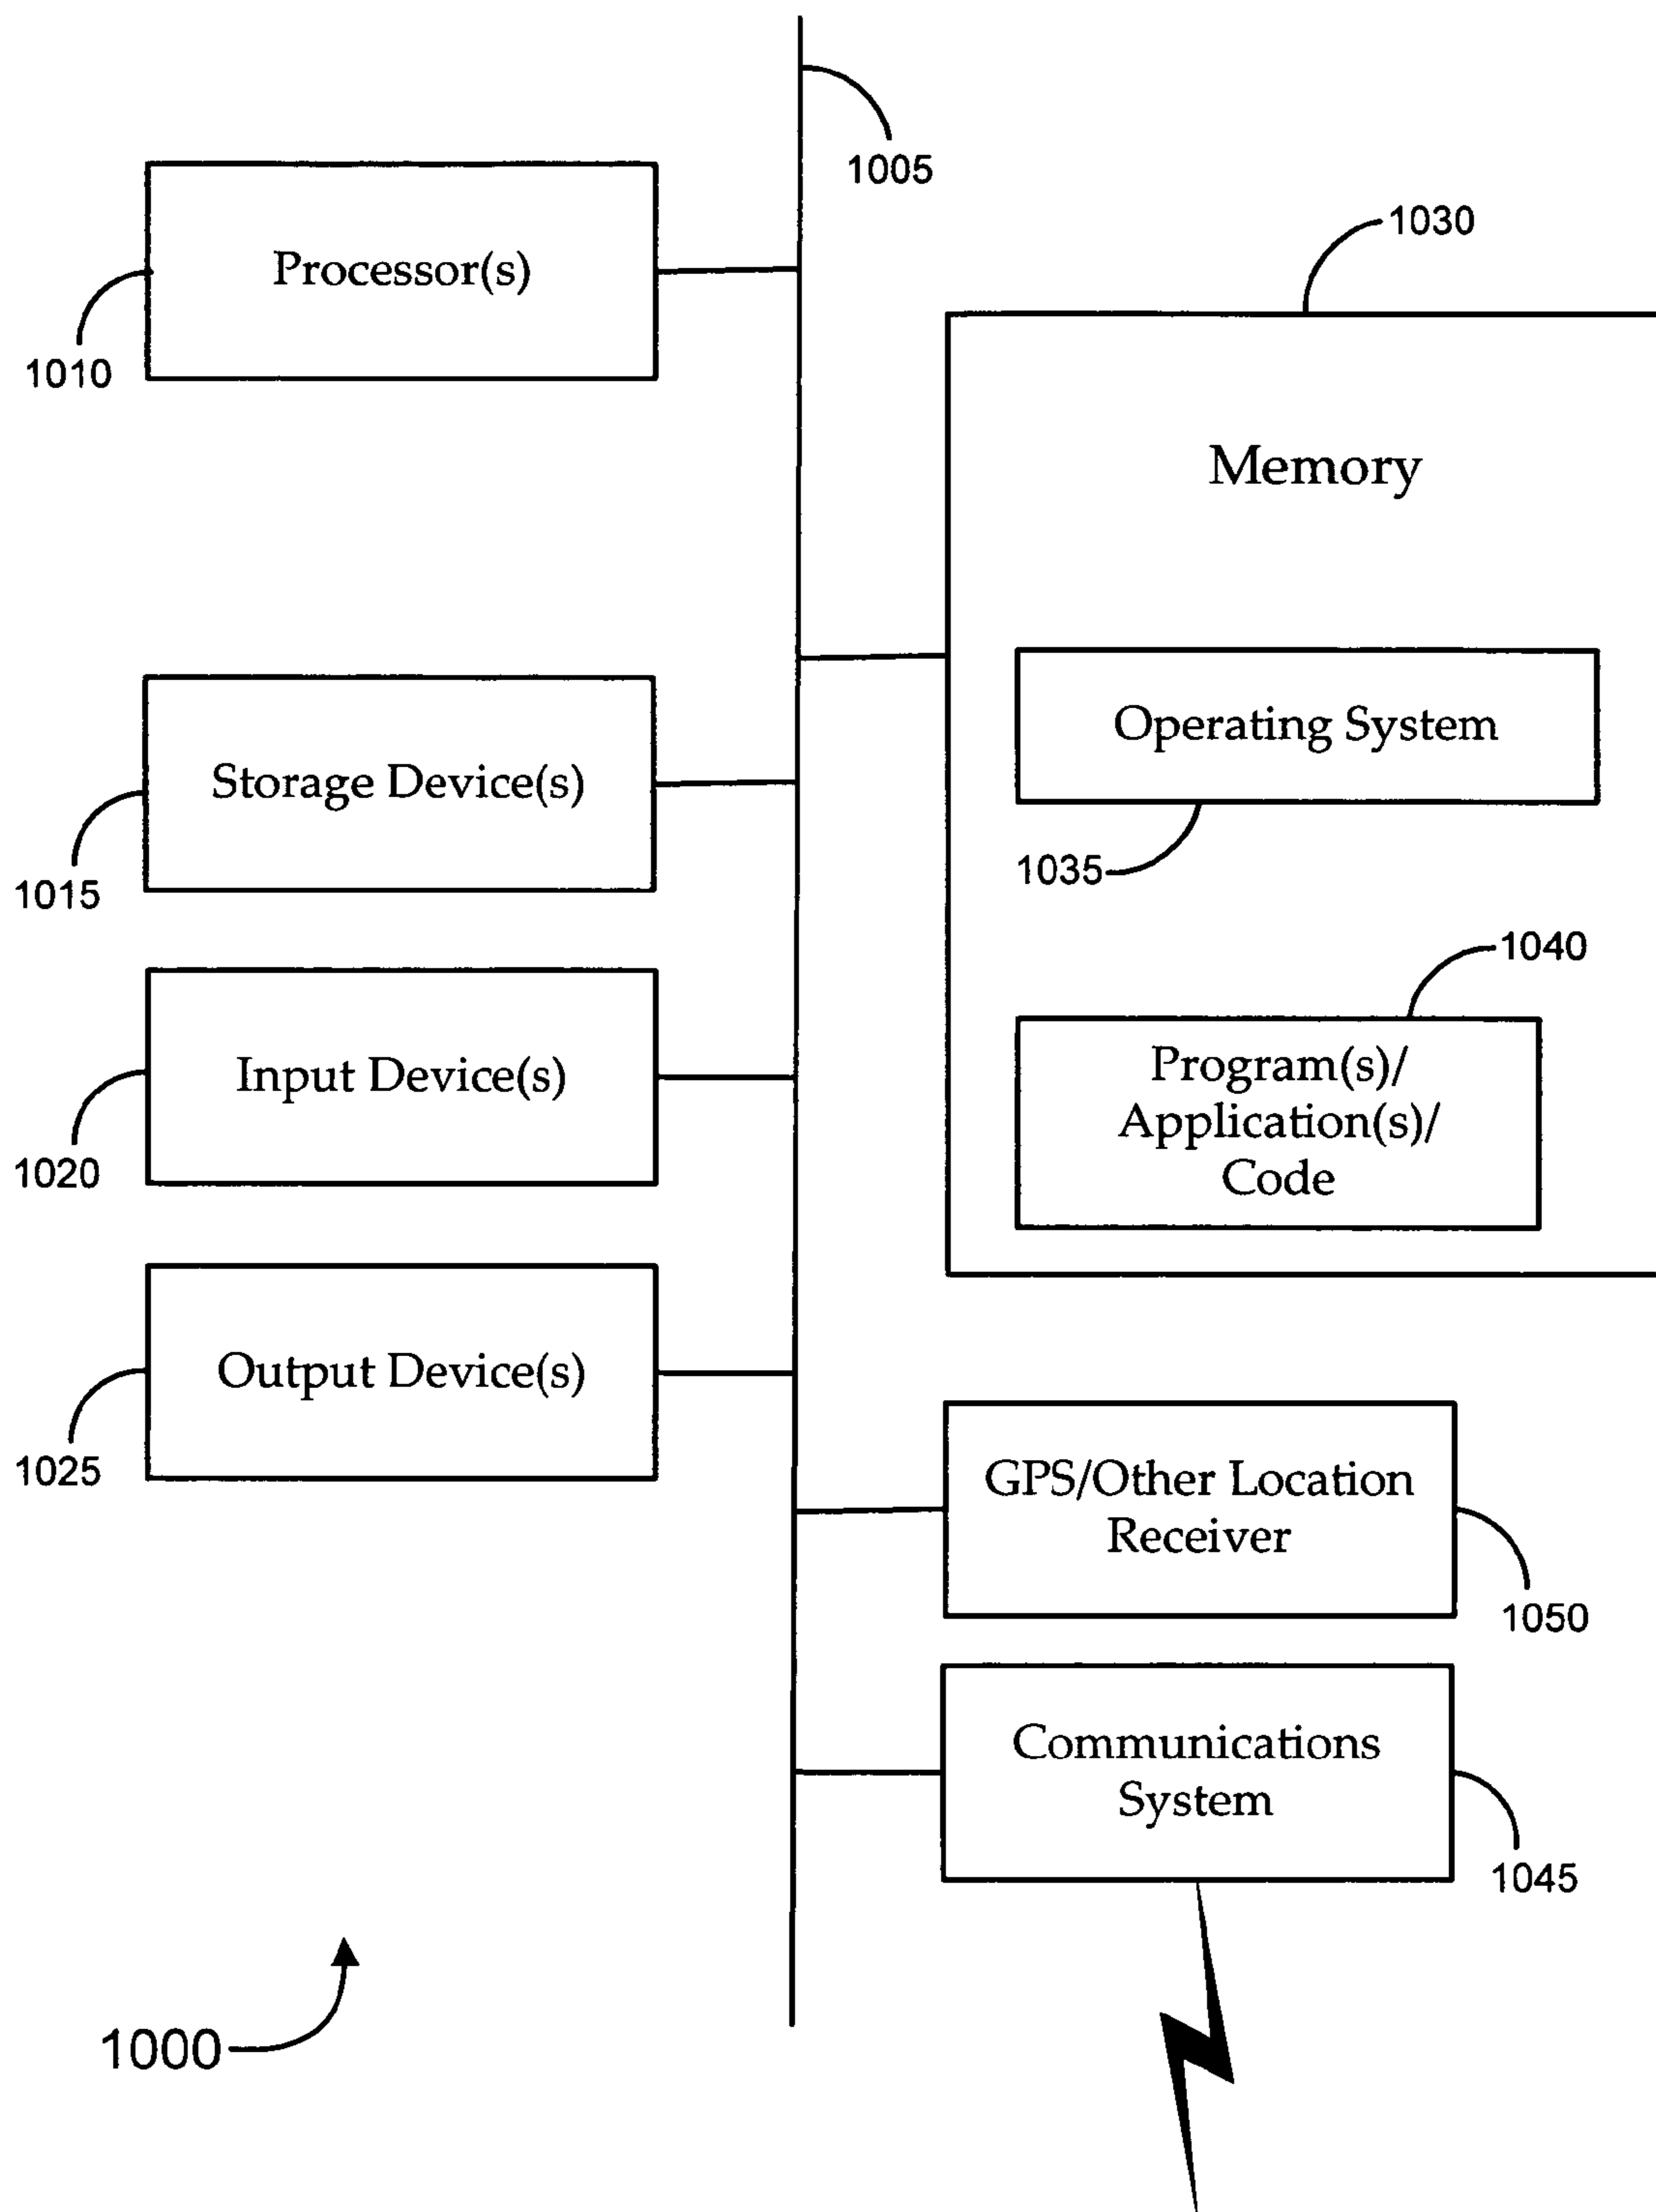 1005
1030
Processor(s)
1010
Memory
Operating System
Storage Device(s)
1035
1015
1040
Program(s)/
Application(s)/
Code
Input Device(s)
1020
Output Device(s)
1025
GPS/Other Location
Receiver
1050
Communications
System
1045
1000